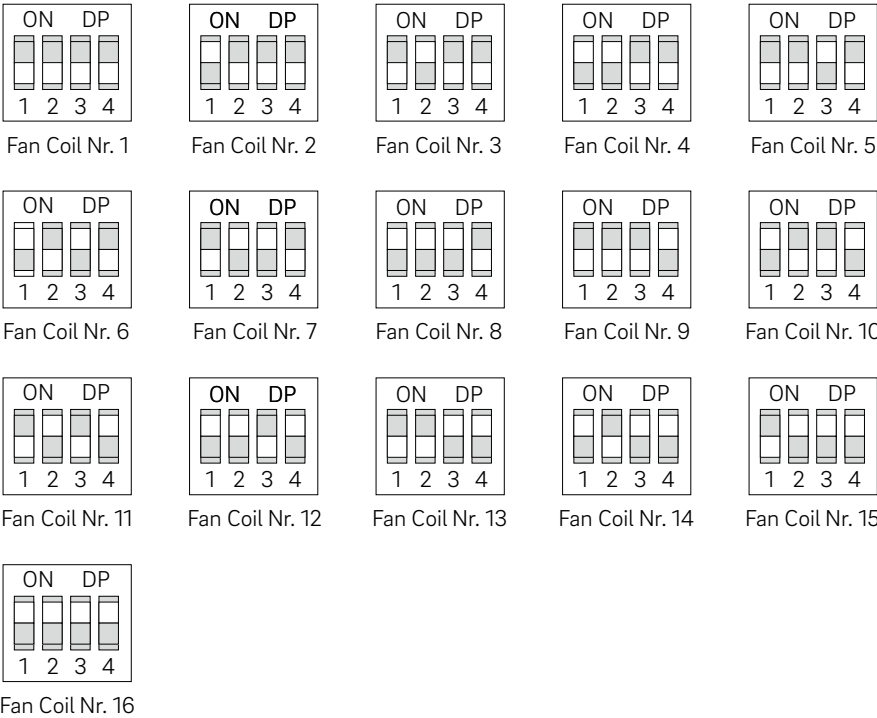 ON DP ON DP ON DP ON DP ON DP
1 2 3 4 1 2 3 4 1 2 3 4 1 2 3 4 1 2 3 4
Fan Coil Nr. 1 Fan Coil Nr. 2 Fan Coil Nr. 3 Fan Coil Nr. 4 Fan Coil Nr. 5
ON DP ON DP ON DP ON DP ON DP
1 2 3 4 1 2 3 4 1 2 3 4 1 2 3 4 1 2 3 4
Fan Coil Nr. 6 Fan Coil Nr. 7 Fan Coil Nr. 8 Fan Coil Nr. 9 Fan Coil Nr. 10
ON DP ON DP ON DP ON DP ON DP
1 2 3 4 1 2 3 4 1 2 3 4 1 2 3 4 1 2 3 4
Fan Coil Nr. 11 Fan Coil Nr. 12 Fan Coil Nr. 13 Fan Coil Nr. 14 Fan Coil Nr. 15
ON DP
1 2 3 4
Fan Coil Nr. 16